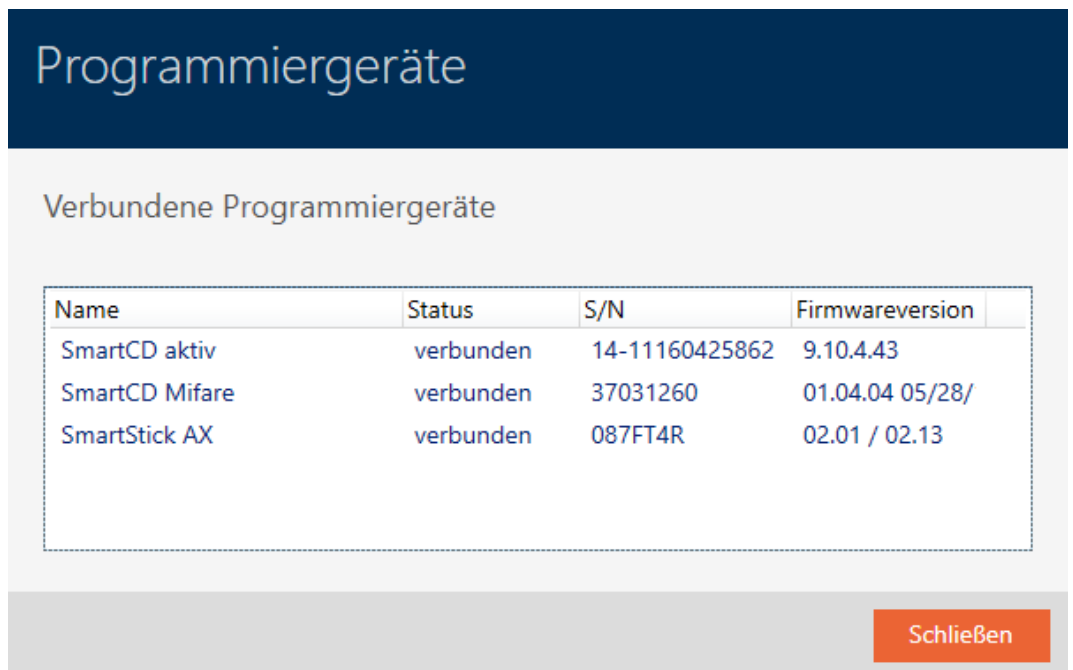 Programmiergeräte
Verbundene Programmiergeräte
Name Status S/N Firmwareversion
SmartCD aktiv verbunden 14-11160425862 9.10.4.43
SmartCD Mifare verbunden 37031260 01.04.04 05/28/
SmartStick AX verbunden 087FT4R 02.01 / 02.13
Schließen